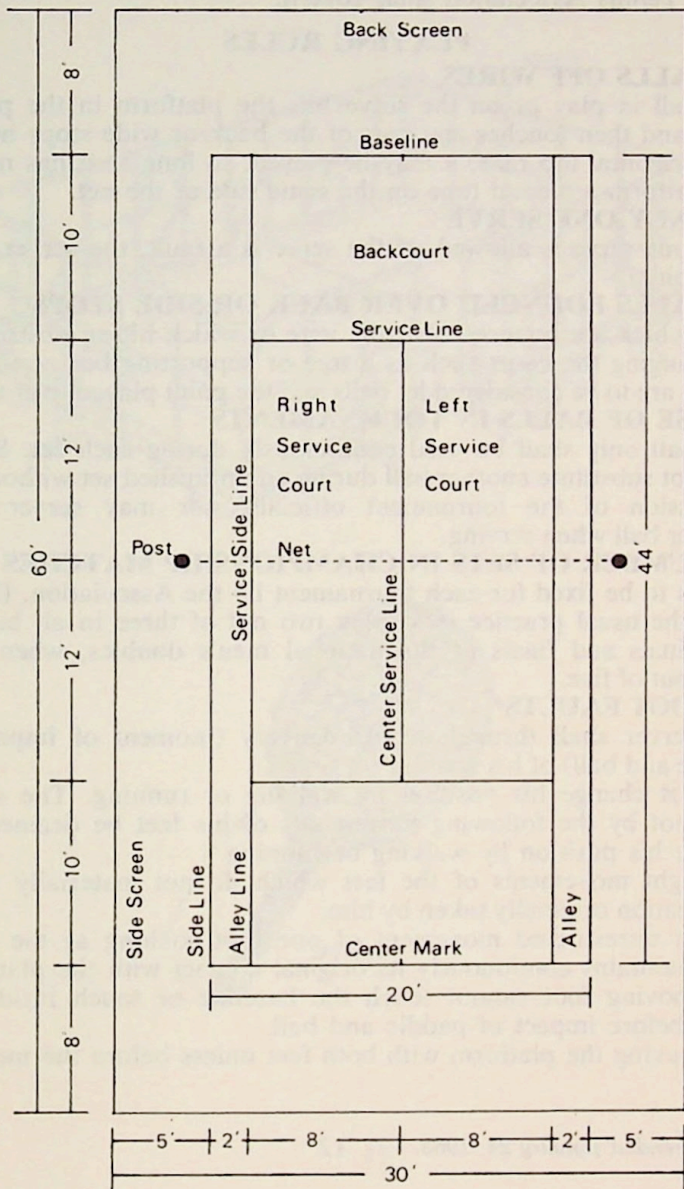 Back Screen
8'
Baseline
10'
Backcourt
Service Line
Right
Service
Court
Left
Service
Court
12'
Service Side Line
Post
Net
60'
44'
Center Service Line
12'
10'
Side Screen
Side Line
Alley Line
Center Mark
Alley
20'
8'
5' 2' 8' 8' 2' 5'
30'